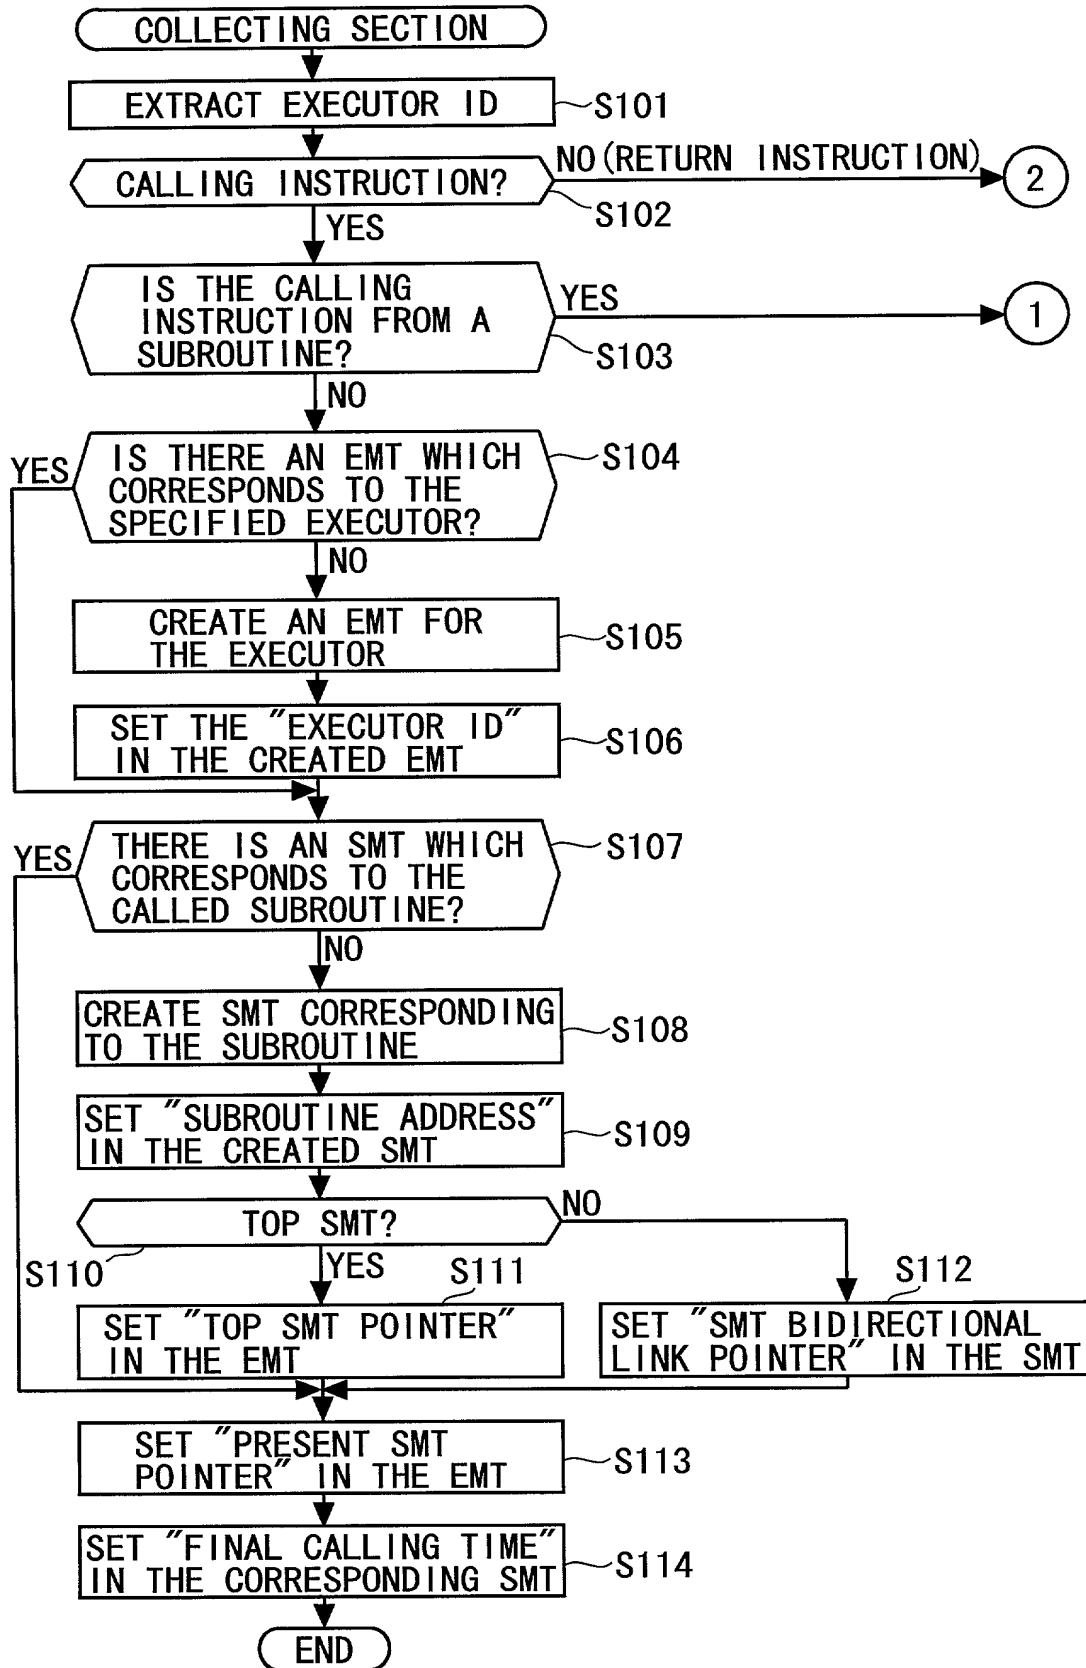 COLLECTING SECTION
EXTRACT EXECUTOR ID
S101
CALLING INSTRUCTION?
NO(RETURN INSTRUCTION)
2
S102
YES
IS THE CALLING
INSTRUCTION FROM A
SUBROUTINE?
YES
1
S103
NO
IS THERE AN EMT WHICH
CORRESPONDS TO THE
SPECIFIED EXECUTOR?
S104
YES
NO
CREATE AN EMT FOR
THE EXECUTOR
S105
SET THE "EXECUTOR ID"
IN THE CREATED EMT
S106
THERE IS AN SMT WHICH
CORRESPONDS TO THE
CALLED SUBROUTINE?
S107
YES
NO
CREATE SMT CORRESPONDING
TO THE SUBROUTINE
S108
SET "SUBROUTINE ADDRESS"
IN THE CREATED SMT
S109
TOP SMT?
NO
S110
YES
S111
S112
SET "TOP SMT POINTER"
IN THE EMT
SET "SMT BIDIRECTIONAL
LINK POINTER" IN THE SMT
SET "PRESENT SMT
POINTER" IN THE EMT
S113
SET "FINAL CALLING TIME"
IN THE CORRESPONDING SMT
S114
END